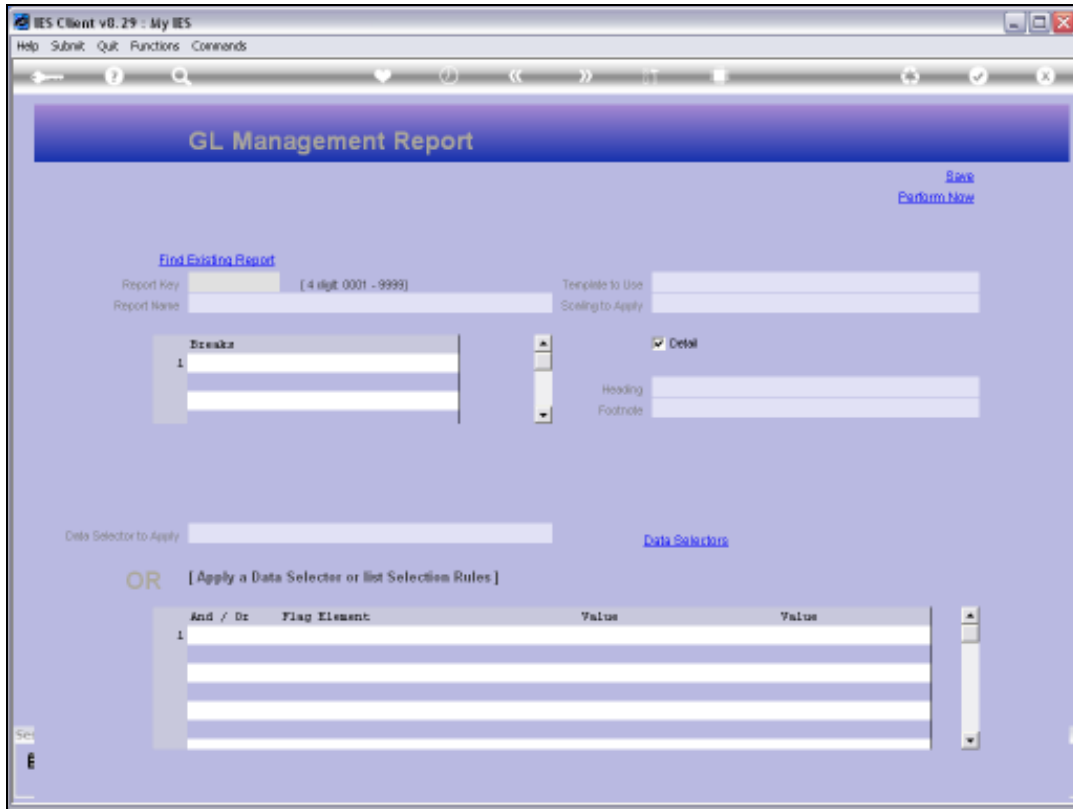 IES Client v8.29 : My IES
Help Submit Quit Functions Commands
GL Management Report
Save
Perform Now
Find Existing Report
Report Key [ 4 digit 0001 - 9999] Template to Use
Report Name Scaling to Apply
Breaks Detail
1
Heading
Footnote
Data Selector to Apply Data Selectors
OR [ Apply a Data Selector or list Selection Rules ]
And / Or Flag Element Value Value
1